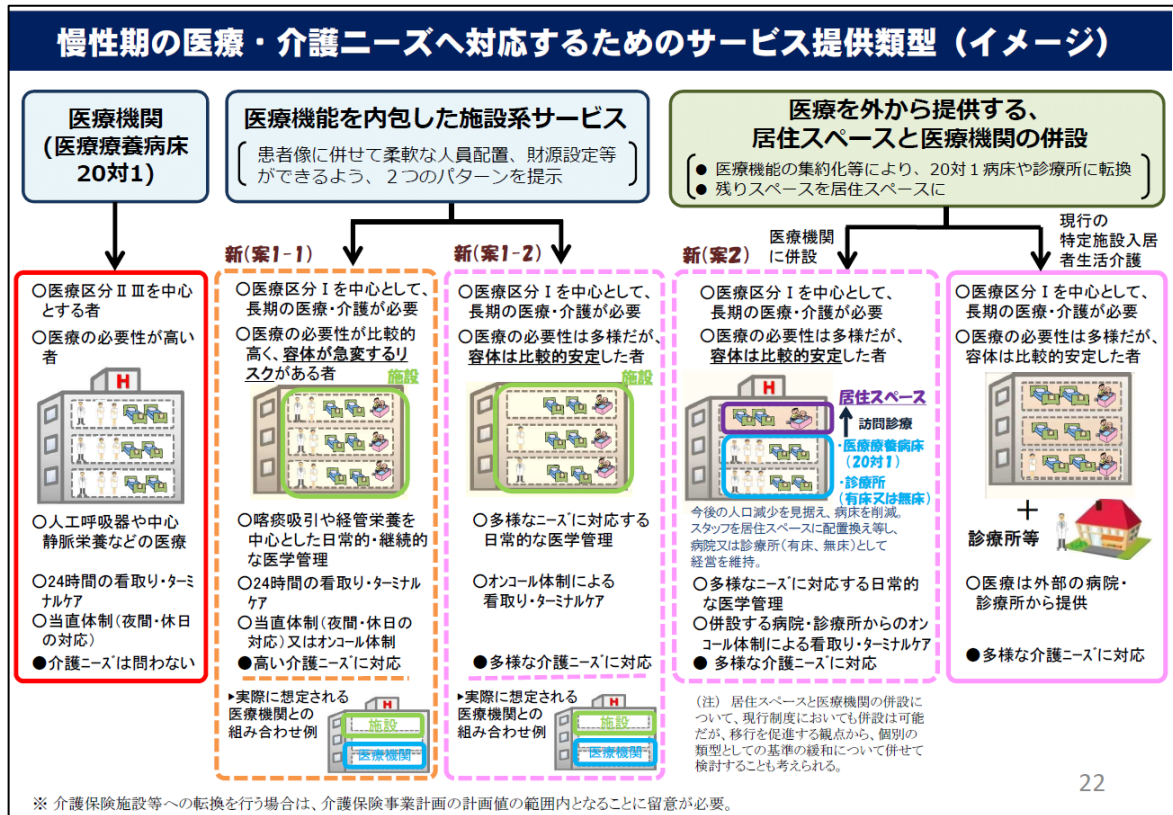 慢性期の医療・介護ニーズへ対応するためのサービス提供類型（イメージ）
医療機関
(医療療養病床
20対1)
医療機能を内包した施設系サービス
患者像に併せて柔軟な人員配置、財源設定等
ができるよう、２つのパターンを提示
医療を外から提供する、
居住スペースと医療機関の併設
● 医療機能の集約化等により、20対１病床や診療所に転換
● 残りスペースを居住スペースに
新(案1-1)
新(案1-2)
新(案2)
医療機関
に併設
現行の
特定施設入居
者生活介護
○医療区分ⅡⅢを中心
とする者
○医療の必要性が高い
者
H
○人工呼吸器や中心
静脈栄養などの医療
○24時間の看取り・ターミ
ナルケア
○当直体制(夜間・休日
の対応)
●介護ニーズは問わない
○医療区分Ⅰを中心として、
長期の医療・介護が必要
○医療の必要性が比較的
高く、容体が急変するリ
スクがある者
施設
H
○喀痰吸引や経管栄養を
中心とした日常的・継続的
な医学管理
○24時間の看取り・ターミナル
ケア
○当直体制(夜間・休日の
対応)又はオンコール体制
●高い介護ニーズに対応
▶実際に想定される
医療機関との
組み合わせ例
H
施設
医療機関
○医療区分Ⅰを中心として、
長期の医療・介護が必要
○医療の必要性は多様だが、
容体は比較的安定した者
施設
H
○多様なニーズに対応する
日常的な医学管理
○オンコール体制による
看取り・ターミナルケア
●多様な介護ニーズに対応
▶実際に想定される
医療機関との
組み合わせ例
H
施設
医療機関
○医療区分Ⅰを中心として、
長期の医療・介護が必要
○医療の必要性は多様だが、
容体は比較的安定した者
H
居住スペース
訪問診療
・医療療養病床
(20対1)
・診療所
(有床又は無床)
今後の人口減少を見据え、病床を削減。
スタッフを居住スペースに配置換え等し、
病院又は診療所(有床、無床)として
経営を維持。
○多様なニーズに対応する日常的
な医学管理
○併設する病院・診療所からのオン
コール体制による看取り・ターミナルケア
● 多様な介護ニーズに対応
（注） 居住スペースと医療機関の併設に
ついて、現行制度においても併設は可能
だが、移行を促進する観点から、個別の
類型としての基準の緩和について併せて
検討することも考えられる。
○医療区分Ⅰを中心として、
長期の医療・介護が必要
○医療の必要性は多様だが、
容体は比較的安定した者
＋
診療所等
○医療は外部の病院・
診療所から提供
●多様な介護ニーズに対応
22
※ 介護保険施設等への転換を行う場合は、介護保険事業計画の計画値の範囲内となることに留意が必要。